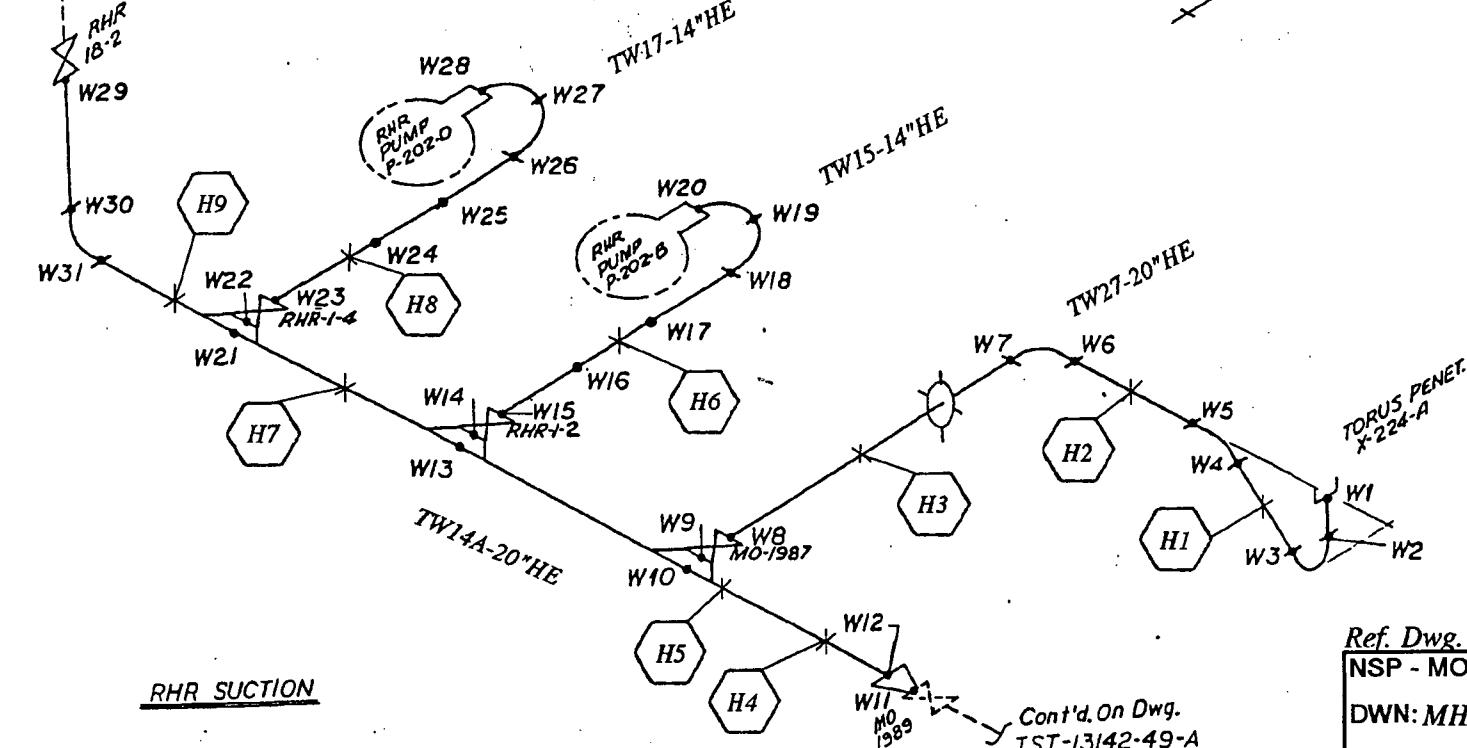 RHR
18-2
W29
W28
TW17-14"HE
W27
RHR
PUMP
P-202-D
W26
W25
W24
W30
H9
W31
W22
W23
RHR-1-4
H8
W21
TW15-14"HE
W20
W19
RHR
PUMP
P-202-B
W18
W17
W16
H6
H7
W14
W15
RHR-1-2
W13
TW27-20"HE
W7
W6
W5
H2
W4
TORUS PENET.
X-224-A
W1
W2
W3
H1
H3
W9
W8
MO-1987
W10
TW14A-20"HE
H5
H4
W12
W11
MO
1989
Cont'd. On Dwg.
IST-13142-49-A
RHR SUCTION
Ref. Dwg.
NSP - MO
DWN: MH